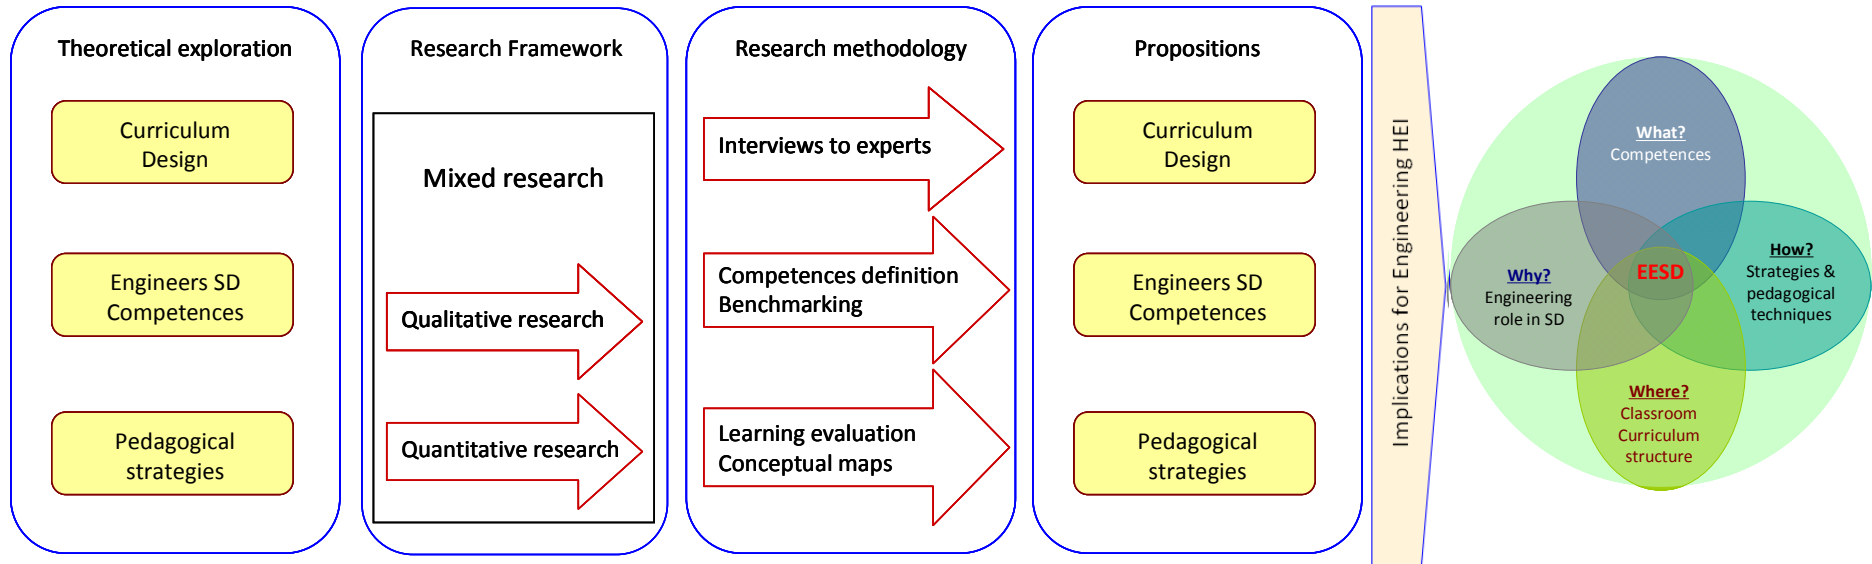 Theoretical exploration
Curriculum
Design
Engineers SD
Competences
Pedagogical
strategies
Research Framework
Mixed research
Qualitative research
Quantitative research
Research methodology
Interviews to experts
Competences definition
Benchmarking
Learning evaluation
Conceptual maps
Propositions
Curriculum
Design
Engineers SD
Competences
Pedagogical
strategies
Implications for Engineering HEI
What?
Competences
Why?
Engineering
role in SD
EESD
How?
Strategies &
pedagogical
techniques
Where?
Classroom
Curriculum
structure